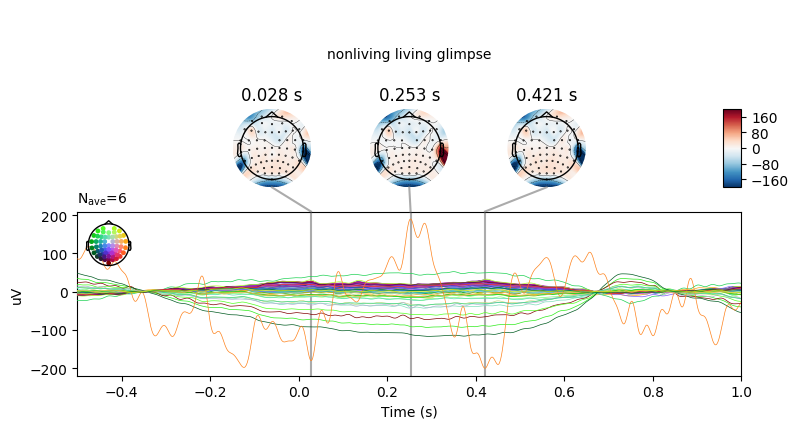 nonliving living glimpse
0.028 s 0.253 s 0.421 s
160
80
0
−80
−160
Nave=6
200
100
0
−100
−200
uV
−0.4 −0.2 0.0 0.2 0.4 0.6 0.8 1.0
Time (s)